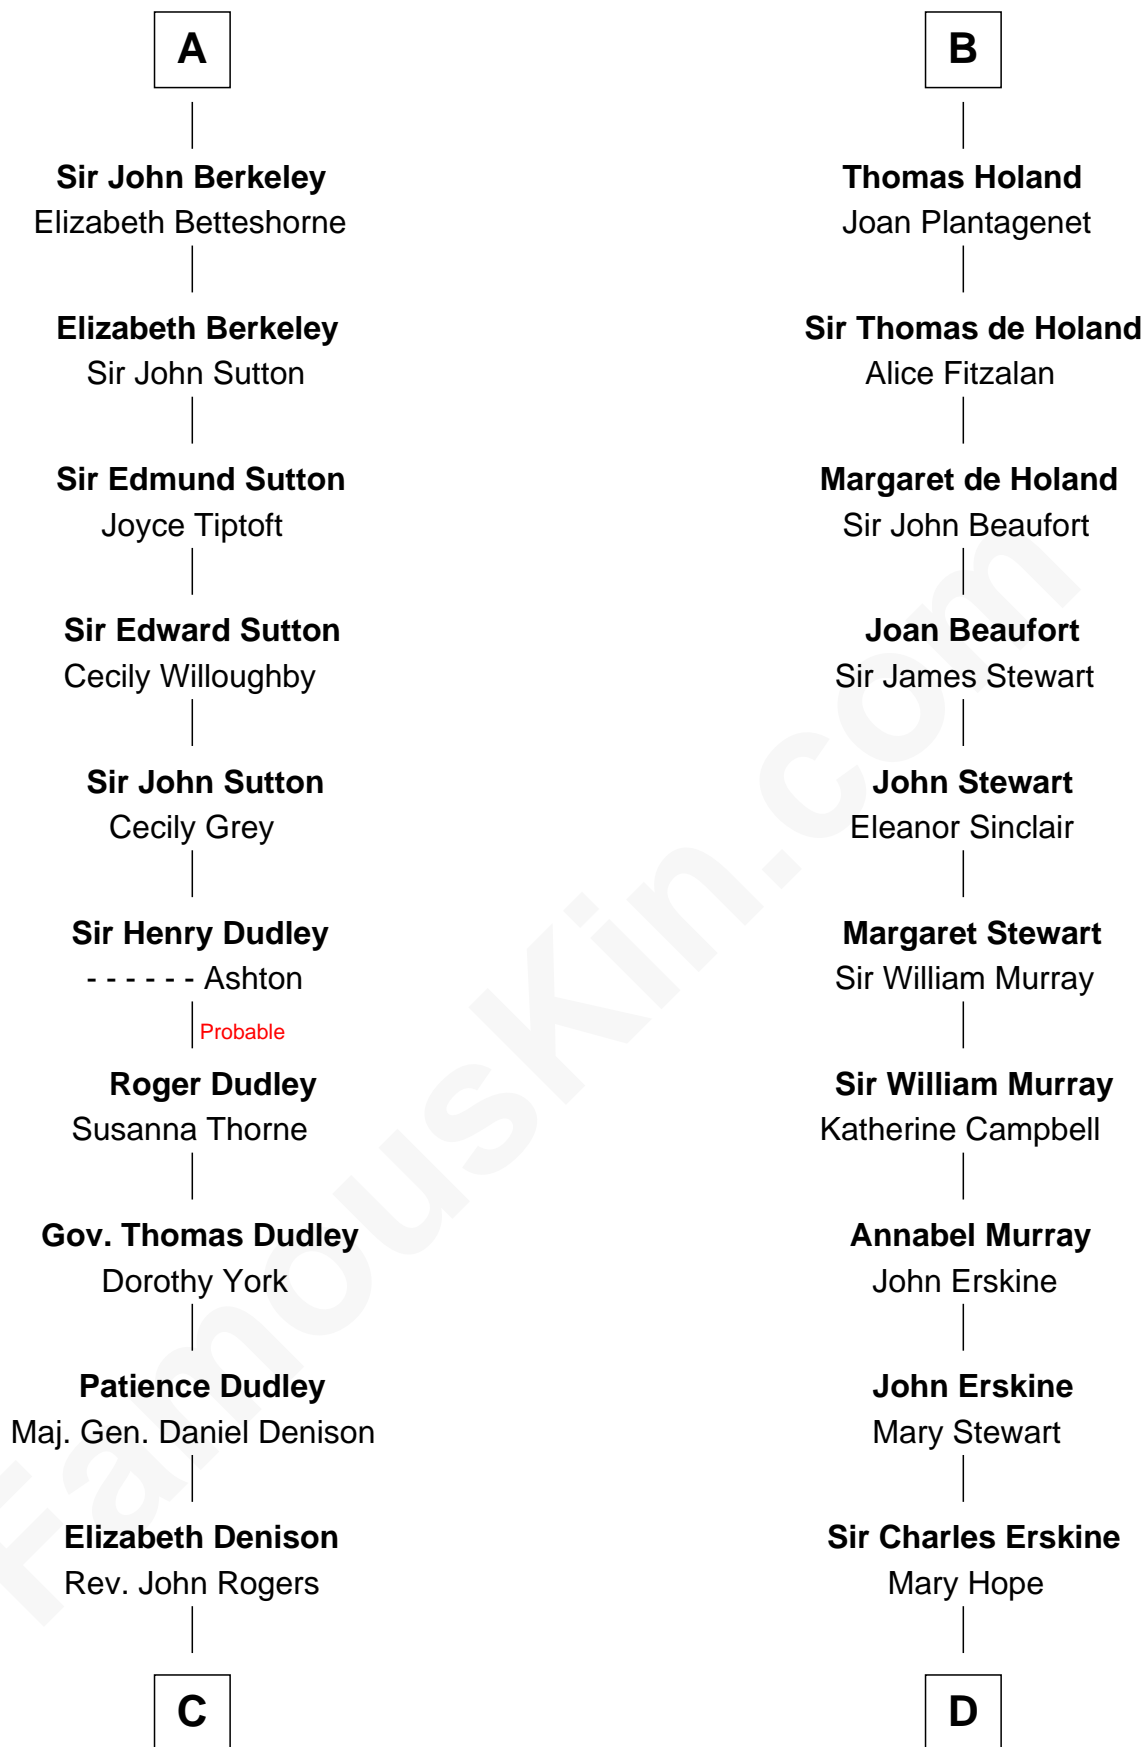 A
Sir John Berkeley
Elizabeth Betteshorne
Elizabeth Berkeley
Sir John Sutton
Sir Edmund Sutton
Joyce Tiptoft
Sir Edward Sutton
Cecily Willoughby
Sir John Sutton
Cecily Grey
Sir Henry Dudley
- - - - - - Ashton
Probable
Roger Dudley
Susanna Thorne
Gov. Thomas Dudley
Dorothy York
Patience Dudley
Maj. Gen. Daniel Denison
Elizabeth Denison
Rev. John Rogers
C
B
Thomas Holand
Joan Plantagenet
Sir Thomas de Holand
Alice Fitzalan
Margaret de Holand
Sir John Beaufort
Joan Beaufort
Sir James Stewart
John Stewart
Eleanor Sinclair
Margaret Stewart
Sir William Murray
Sir William Murray
Katherine Campbell
Annabel Murray
John Erskine
John Erskine
Mary Stewart
Sir Charles Erskine
Mary Hope
D
FamousKin.com